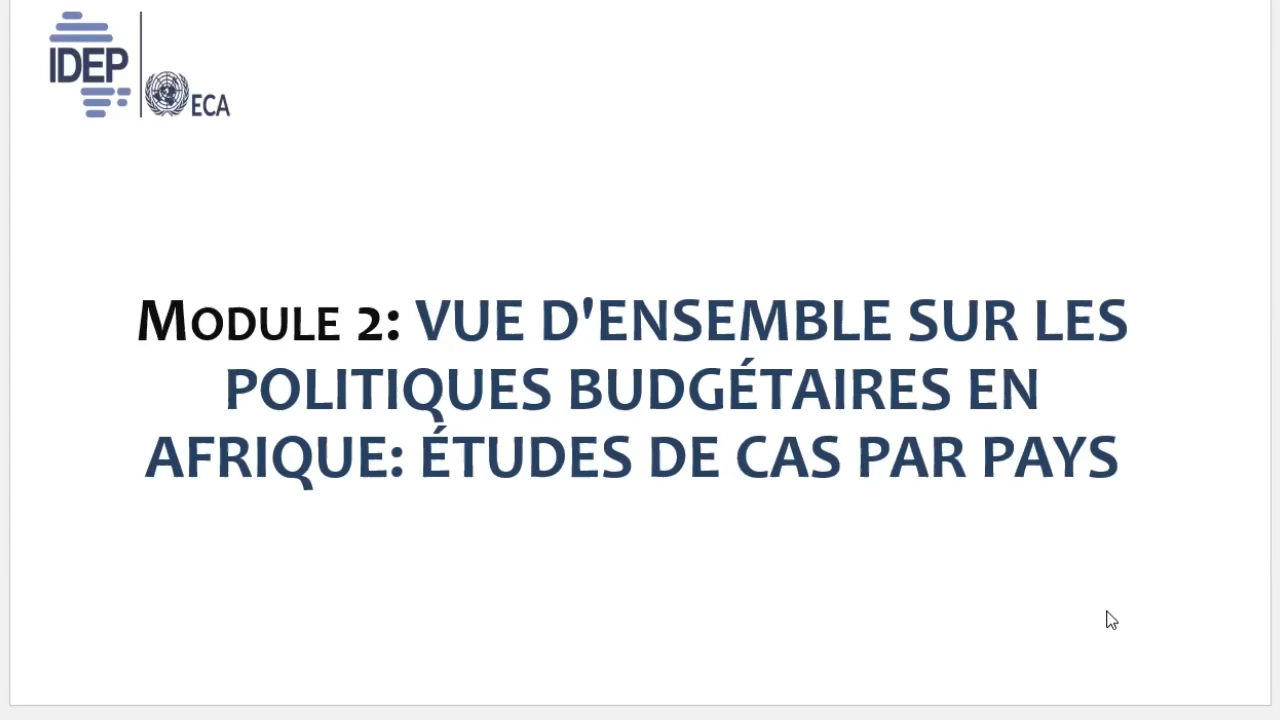 IDEP
ECA
Module 2: VUE D'ENSEMBLE SUR LES
POLITIQUES BUDGÉTAIRES EN
AFRIQUE: ÉTUDES DE CAS PAR PAYS